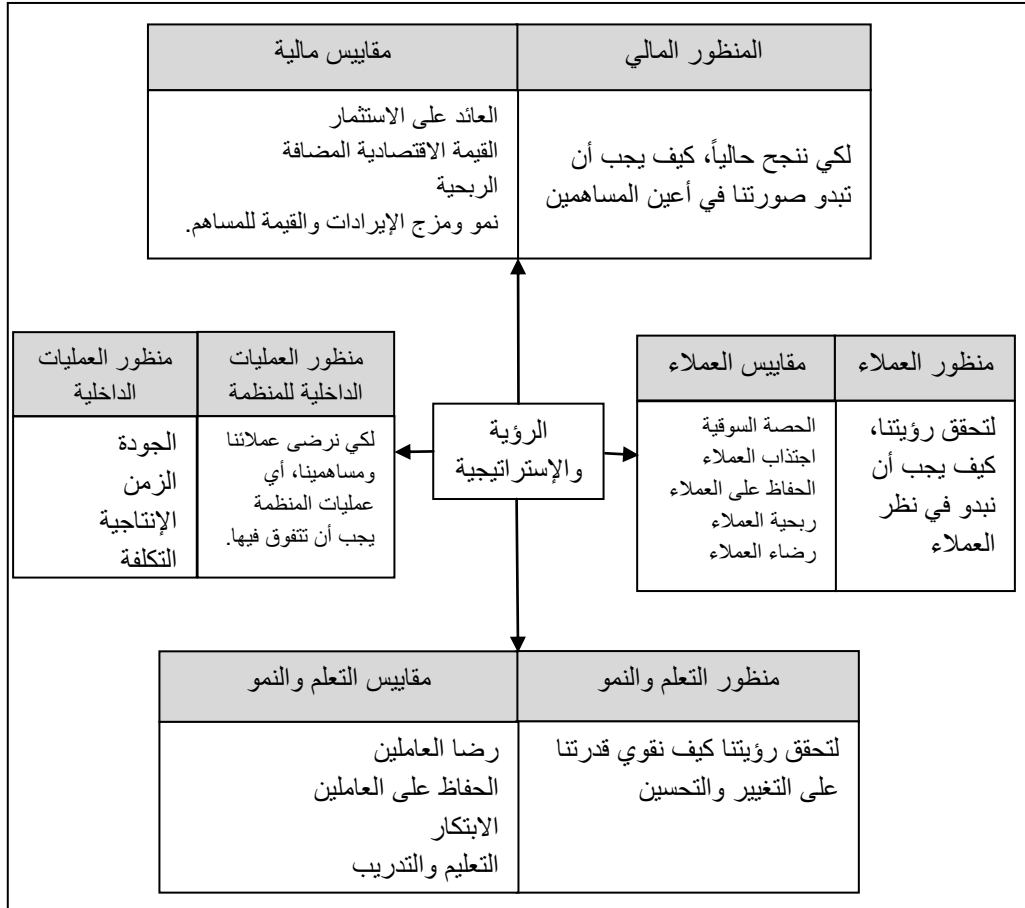 المنظور المالي
مقاييس مالية
لكي ننجح حالياً، كيف يجب أن
تبدو صورتنا في أعين المساهمين
العائد على الاستثمار
القيمة الاقتصادية المضافة
الربحية
نمو ومزج الإيرادات والقيمة للمساهم.
منظور العملاء
مقاييس العملاء
لتحقق رؤيتنا،
كيف يجب أن
نبدو في نظر
العملاء
الحصة السوقية
اجتذاب العملاء
الحفاظ على العملاء
ربحية العملاء
رضاء العملاء
الرؤية
والإستراتيجية
منظور العمليات
الداخلية للمنظمة
منظور العمليات
الداخلية
لكي نرضى عملائنا
ومساهمينا، أي
عمليات المنظمة
يجب أن تتفوق فيها.
الجودة
الزمن
الإنتاجية
التكلفة
منظور التعلم والنمو
مقاييس التعلم والنمو
لتحقق رؤيتنا كيف نقوي قدرتنا
على التغيير والتحسين
رضا العاملين
الحفاظ على العاملين
الابتكار
التعليم والتدريب